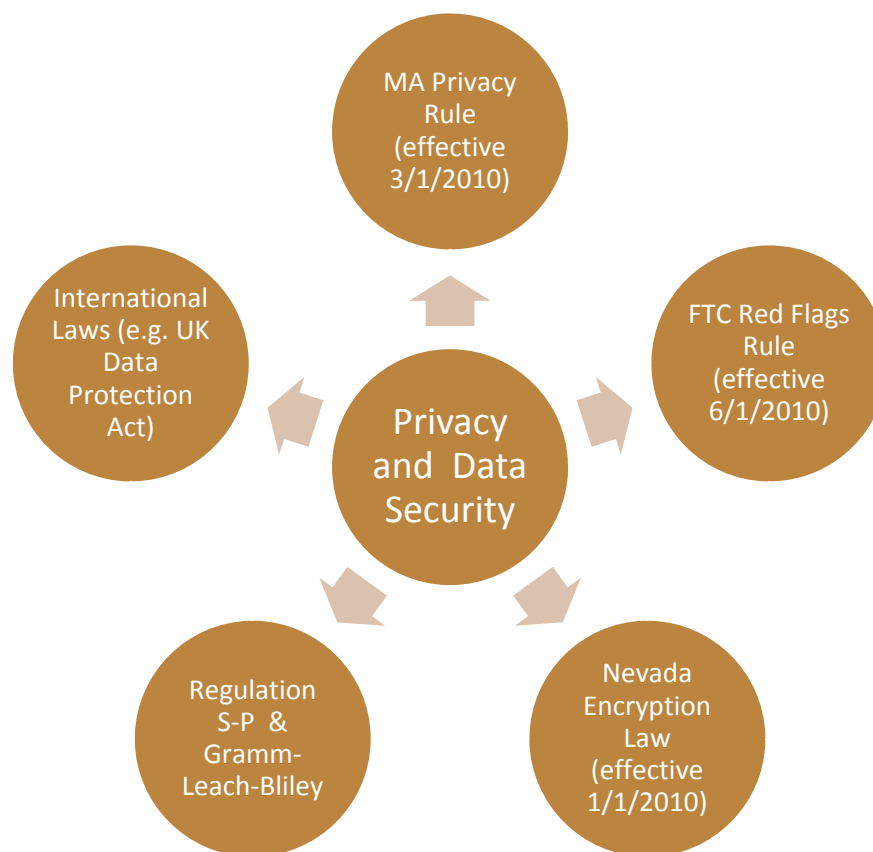 MA Privacy
Rule
(effective
3/1/2010)
International
Laws (e.g. UK
Data
Protection
Act)
FTC Red Flags
Rule
(effective
6/1/2010)
Privacy
and Data
Security
Regulation
S-P &
Gramm-
Leach-Bliley
Nevada
Encryption
Law
(effective
1/1/2010)